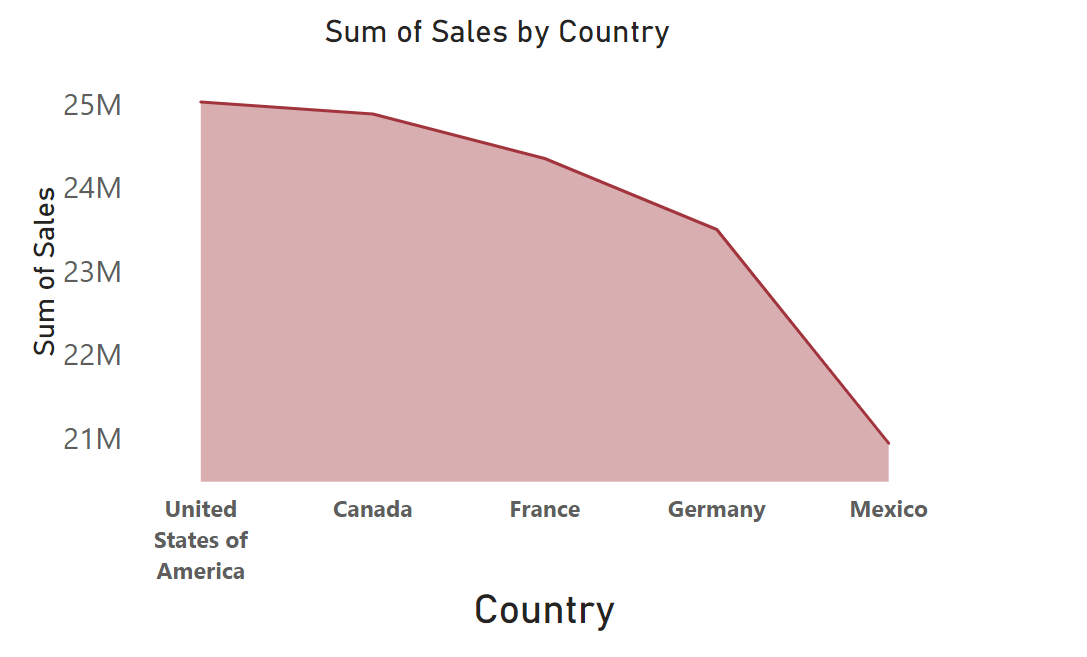 Sum of Sales by Country
Sum of Sales
25M
24M
23M
22M
21M
United
States of
America
Canada
France
Germany
Mexico
Country